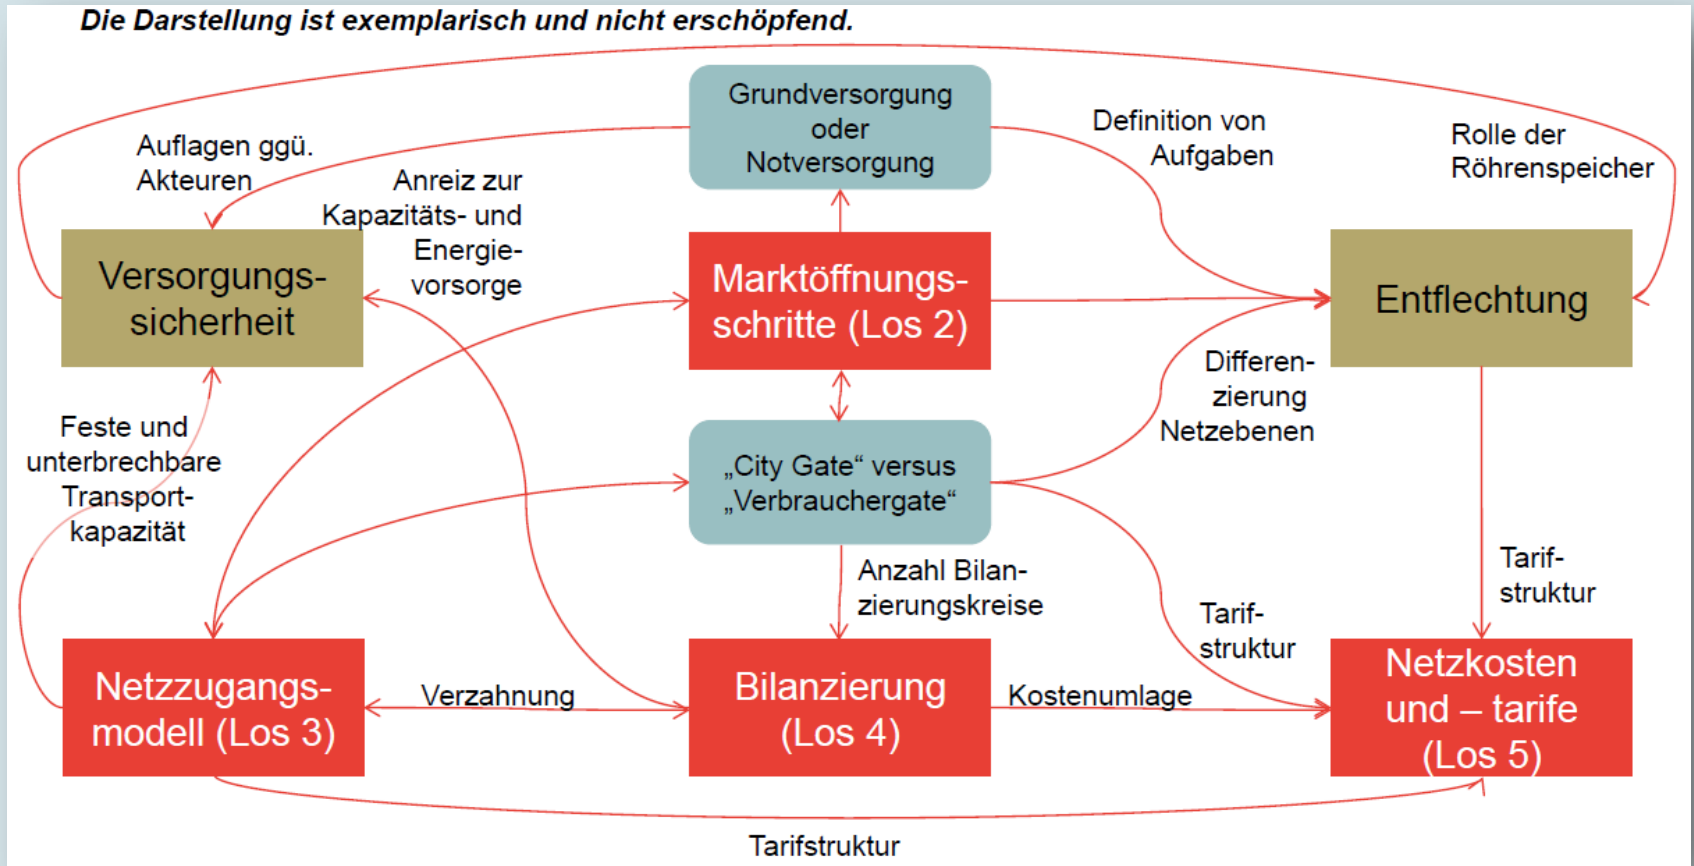 Die Darstellung ist exemplarisch und nicht erschöpfend.
Grundversorgung
oder
Notversorgung
Auflagen ggü.
Akteuren
Anreiz zur
Kapazitäts- und
Energie-
vorsorge
Definition von
Aufgaben
Rolle der
Röhrenspeicher
Versorgungs-
sicherheit
Marktöffnungs-
schritte (Los 2)
Entflechtung
Differen-
zierung
Netzebenen
Feste und
unterbrechbare
Transport-
kapazität
„City Gate“ versus
„Verbrauchergate“
Anzahl Bilan-
zierungskreise
Tarif-
struktur
Tarif-
struktur
Netzzugangs-
modell (Los 3)
Verzahnung
Bilanzierung
(Los 4)
Kostenumlage
Netzkosten
und – tarife
(Los 5)
Tarifstruktur